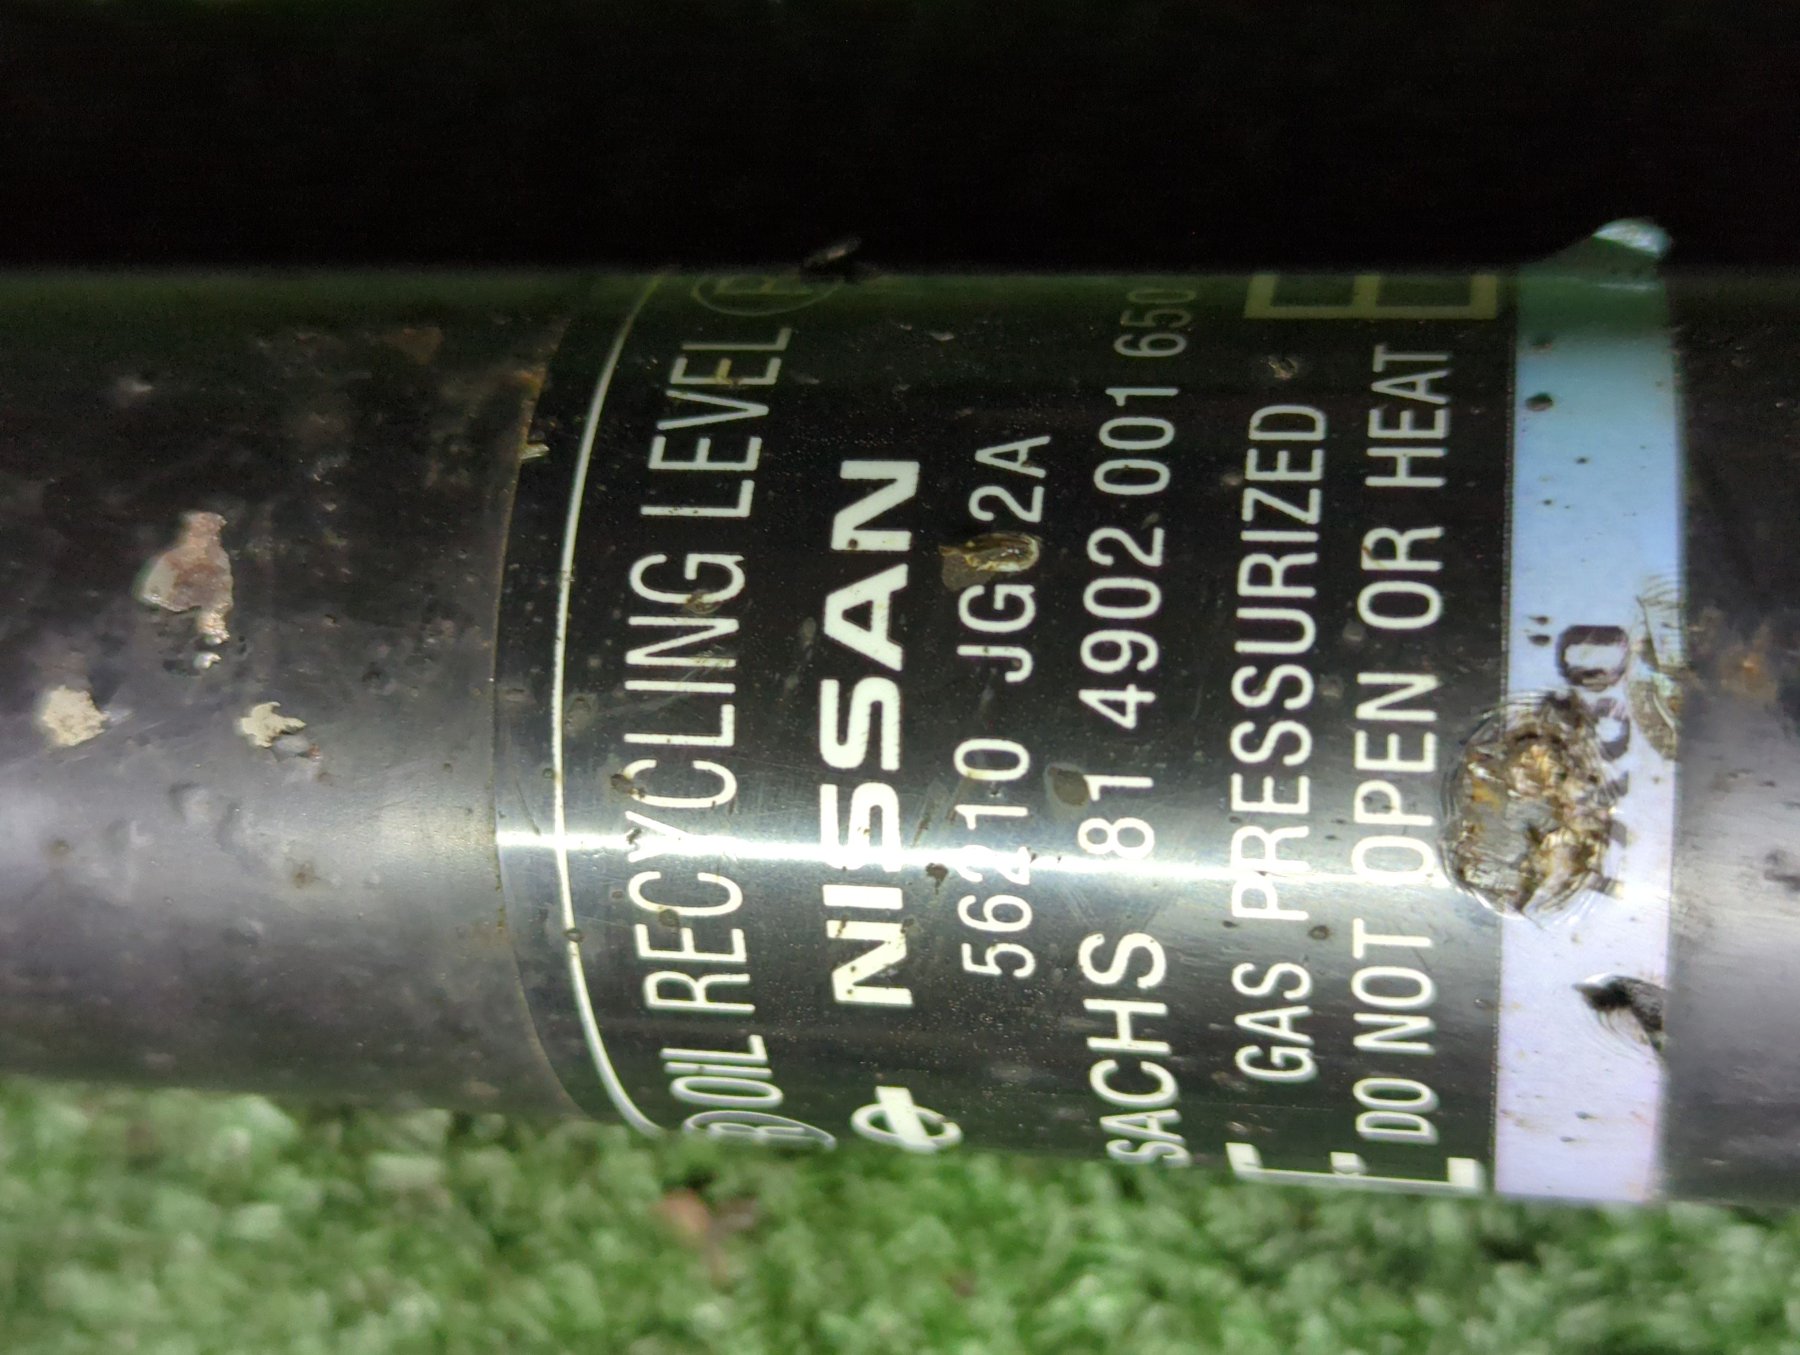 Ⓡ OiL RECYCLING LEVEL Ⓡ
NISSAN
56210 JG 2A
SACHS 81 4902 001 650
GAS PRESSURIZED
DO NOT OPEN OR HEAT